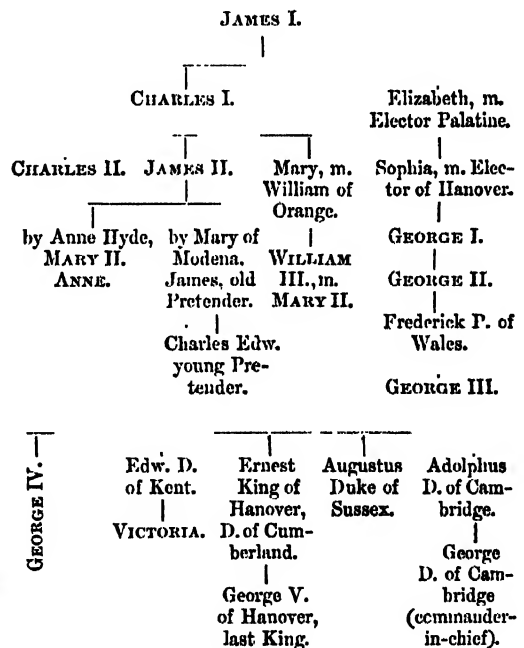 JAMES I.
CHARLES I.
Elizabeth, m.
Elector Palatine.
CHARLES II.
JAMES II.
Mary, m.
William of
Orange.
Sophia, m. Elec-
tor of Hanover.
by Anne Hyde,
MARY II.
ANNE.
by Mary of
Modena.
James, old
Pretender.
WILLIAM
III., m.
MARY II.
GEORGE I.
GEORGE II.
Charles Edw.
young Pre-
tender.
Frederick P. of
Wales.
GEORGE III.
GEORGE IV.
Edw. D.
of Kent.
VICTORIA.
Ernest
King of
Hanover,
D. of Cum-
berland.
George V.
of Hanover,
last King.
Augustus
Duke of
Sussex.
Adolphus
D. of Cam-
bridge.
George
D. of Cam-
bridge
(commander-
in-chief).